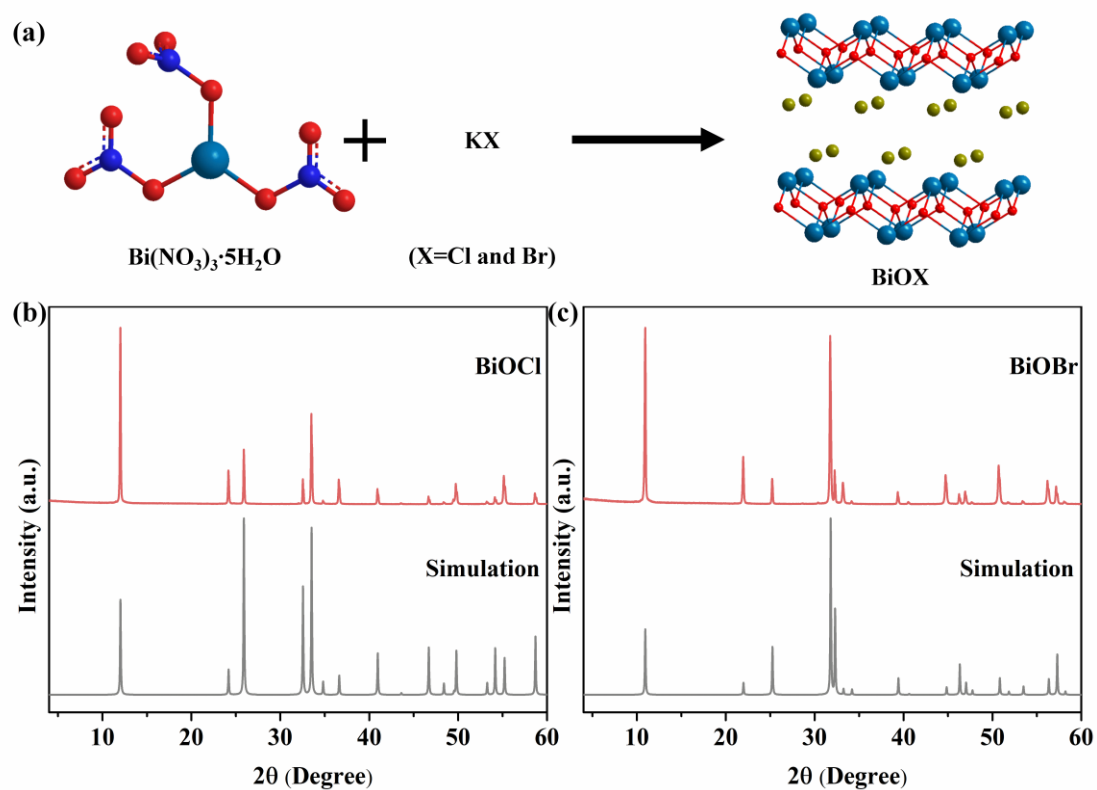 (a)
KX
Bi(NO₃)₃·5H₂O
(X=Cl and Br)
BiOX
(b)
BiOCl
Simulation
Intensity (a.u.)
10 20 30 40 50 60
2θ (Degree)
(c)
BiOBr
Simulation
Intensity (a.u.)
10 20 30 40 50 60
2θ (Degree)